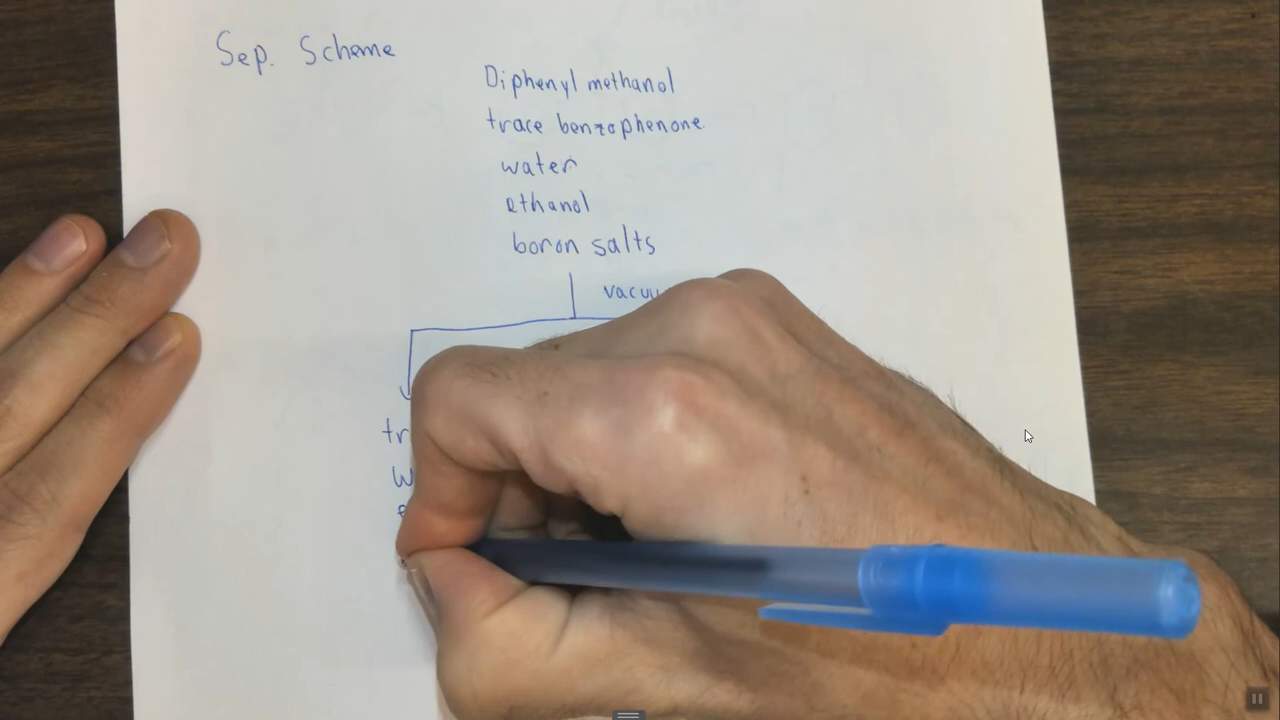 Sep. Scheme
Diphenyl methanol
trace benzophenone.
water
ethanol
boron salts